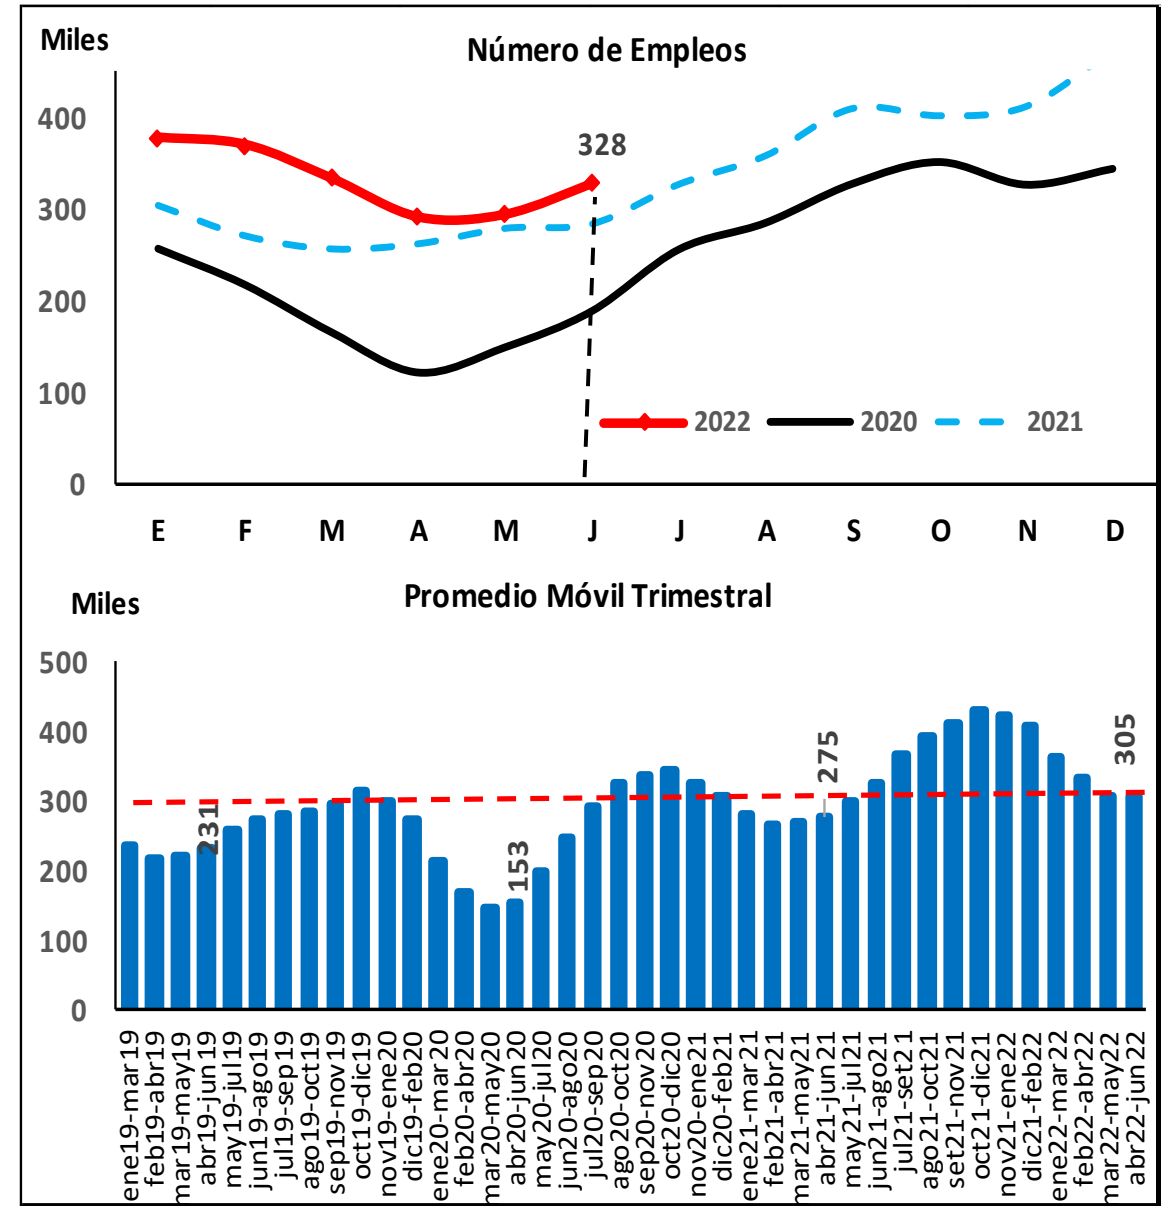 Miles
Número de Empleos
400
300
200
100
0
328
2022
2020
2021
E F M A M J J A S O N D
Promedio Móvil Trimestral
Miles
500
400
300
200
100
0
231
153
275
305
ene19-mar19
feb19-abr19
mar19-may19
abr19-jun19
may19-jul19
jun19-ago19
jul19-sep19
ago19-oct19
sep19-nov19
oct19-dic19
nov19-ene20
dic19-feb20
ene20-mar20
feb20-abr20
mar20-may20
abr20-jun20
may20-jul20
jun20-ago20
jul20-sep20
ago20-oct20
sep20-nov20
oct20-dic20
nov20-ene21
dic20-feb21
ene21-mar21
feb21-abr21
mar21-may21
abr21-jun21
may21-jul21
jun21-ago21
jul21-set21
ago21-oct21
set21-nov21
oct21-dic21
nov21-ene22
dic21-feb22
ene22-mar22
feb22-abr22
mar22-may22
abr22-jun22